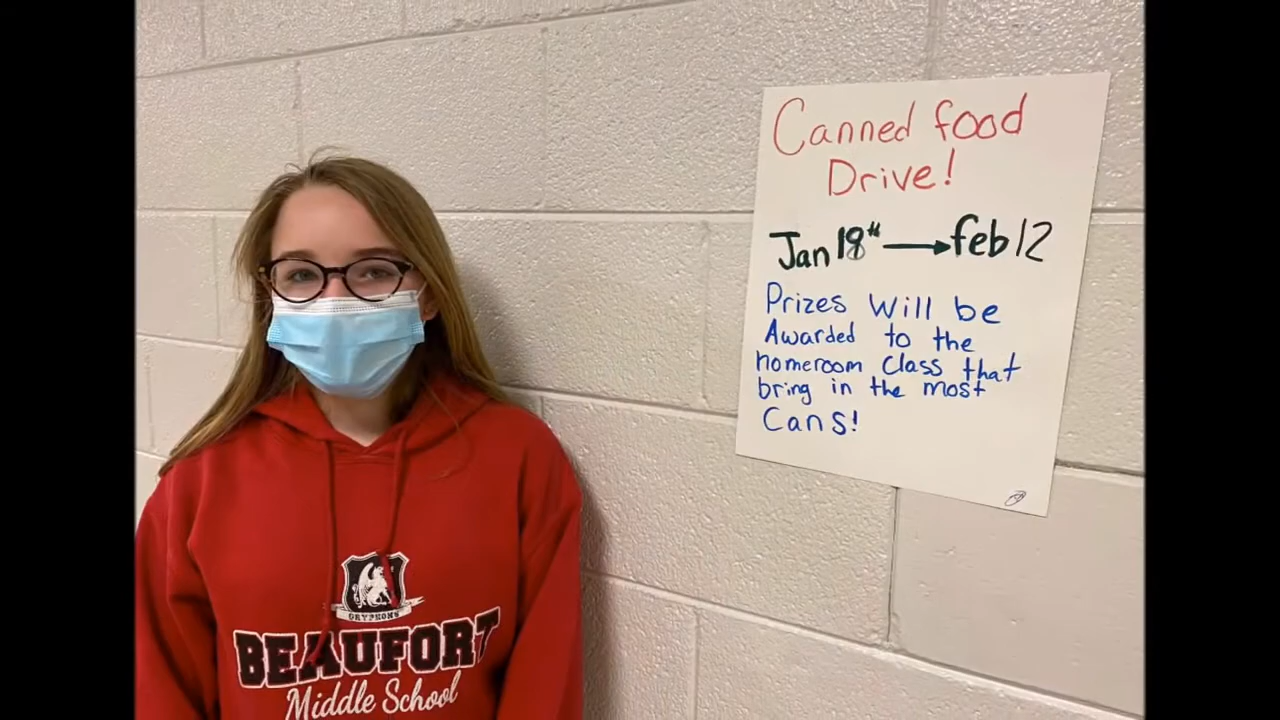 Canned food
Drive!
Jan 18th → feb 12
Prizes Will be
Awarded to the
homeroom Class that
bring in the most
Cans!
GRYPHONS
BEAUFORT
Middle School